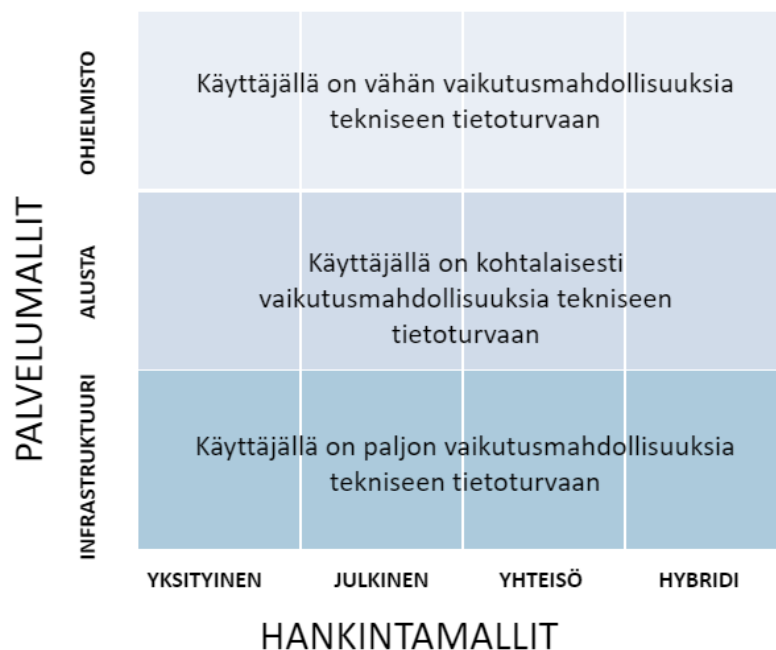 PALVELUMALLIT
OHJELMISTO
Käyttäjällä on vähän vaikutusmahdollisuuksia
tekniseen tietoturvaan
ALUSTA
Käyttäjällä on kohtalaisesti
vaikutusmahdollisuuksia tekniseen
tietoturvaan
INFRASTRUKTUURI
Käyttäjällä on paljon vaikutusmahdollisuuksia
tekniseen tietoturvaan
YKSITYINEN JULKINEN YHTEISÖ HYBRIDI
HANKINTAMALLIT